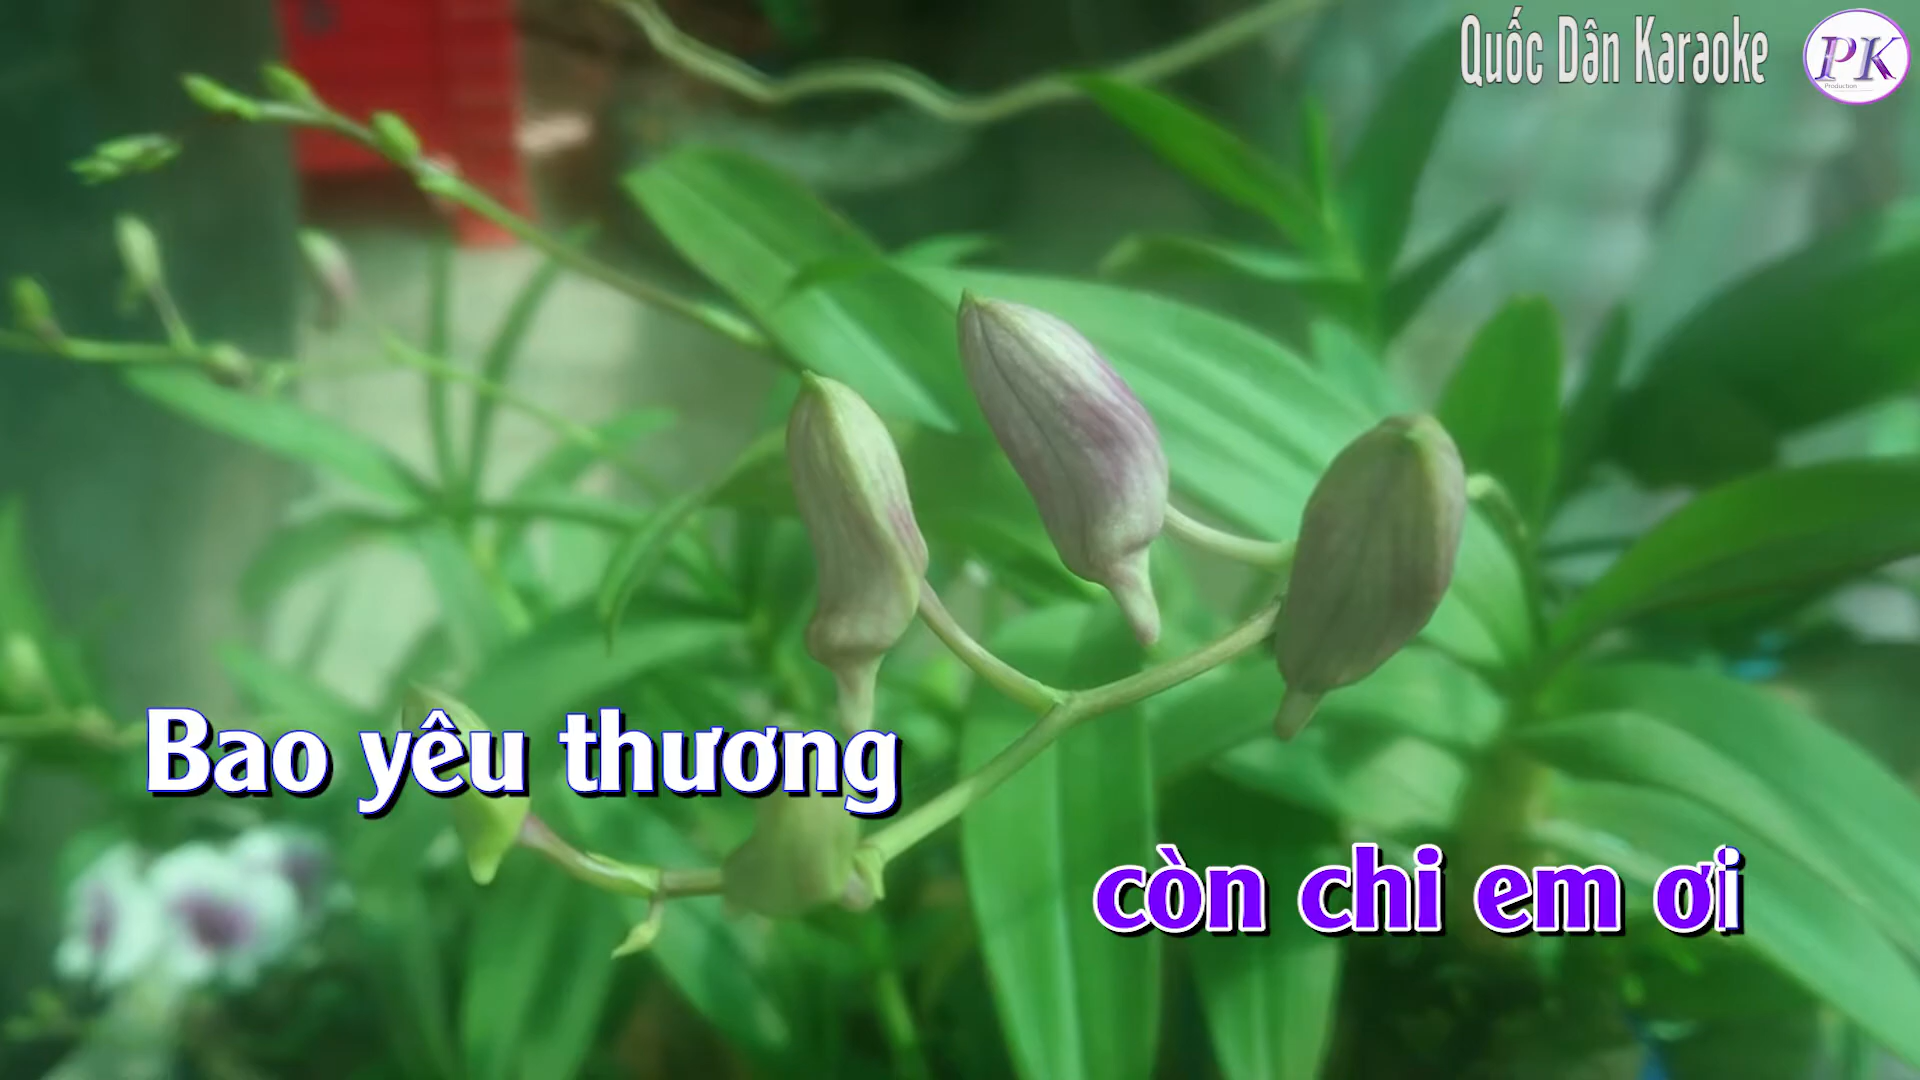 Quốc Dân Karaoke
PK
Production
Bao yêu thương
còn chi em ơi